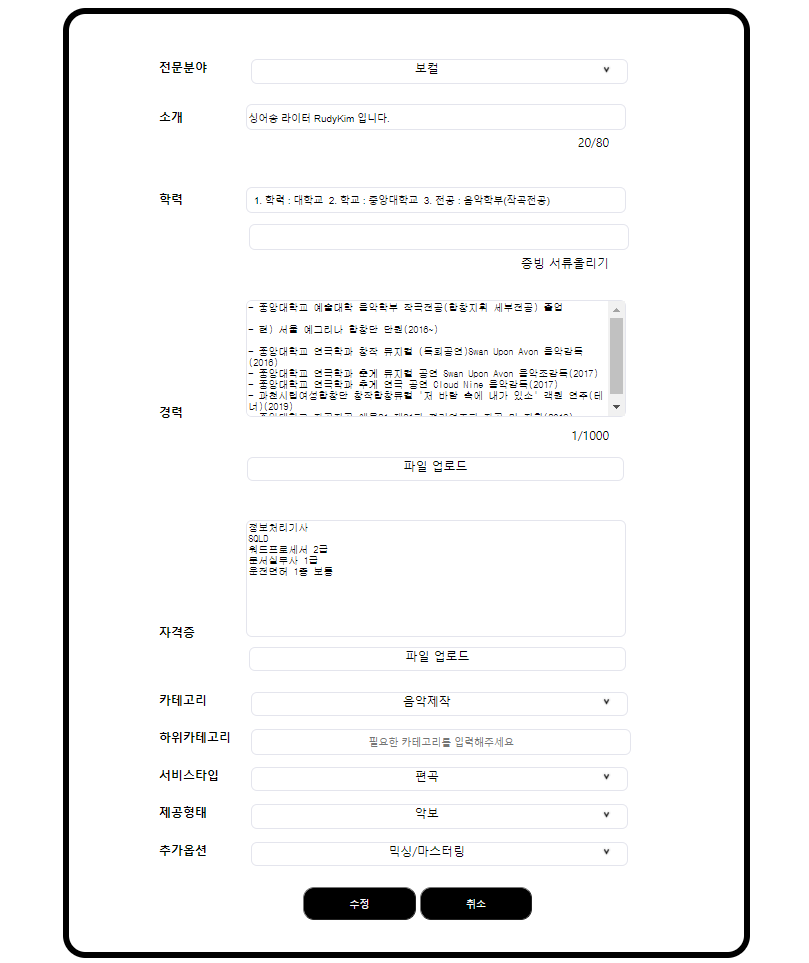 전문분야 보컬
소개 싱어송 라이터 RudyKim 입니다.
20/80
학력 1. 학력 : 대학교 2. 학교 : 중앙대학교 3. 전공 : 음악학부(작곡전공)
증빙 서류올리기
- 중앙대학교 예술대학 음악학부 작곡전공(합창지휘 세부전공) 졸업
- 현) 서울 예그리나 합창단 단원(2016~)
- 중앙대학교 연극학과 창작 뮤지컬 (특회공연)Swan Upon Avon 음악감독
(2016)
- 중앙대학교 연극학과 춘계 뮤지컬 공연 Swan Upon Avon 음악조감독(2017)
- 중앙대학교 연극학과 추계 연극 공연 Cloud Nine 음악감독(2017)
- 과천시립여성합창단 창작합창뮤컬 '저 바람 속에 내가 있소' 객원 연주(테
너)(2019)
경력
1/1000
파일 업로드
정보처리기사
SQLD
워드프로세서 2급
문서실무사 1급
운전면허 1종 보통
자격증
파일 업로드
카테고리 음악제작
하위카테고리 필요한 카테고리를 입력해주세요
서비스타입 편곡
제공형태 악보
추가옵션 믹싱/마스터링
수정 취소